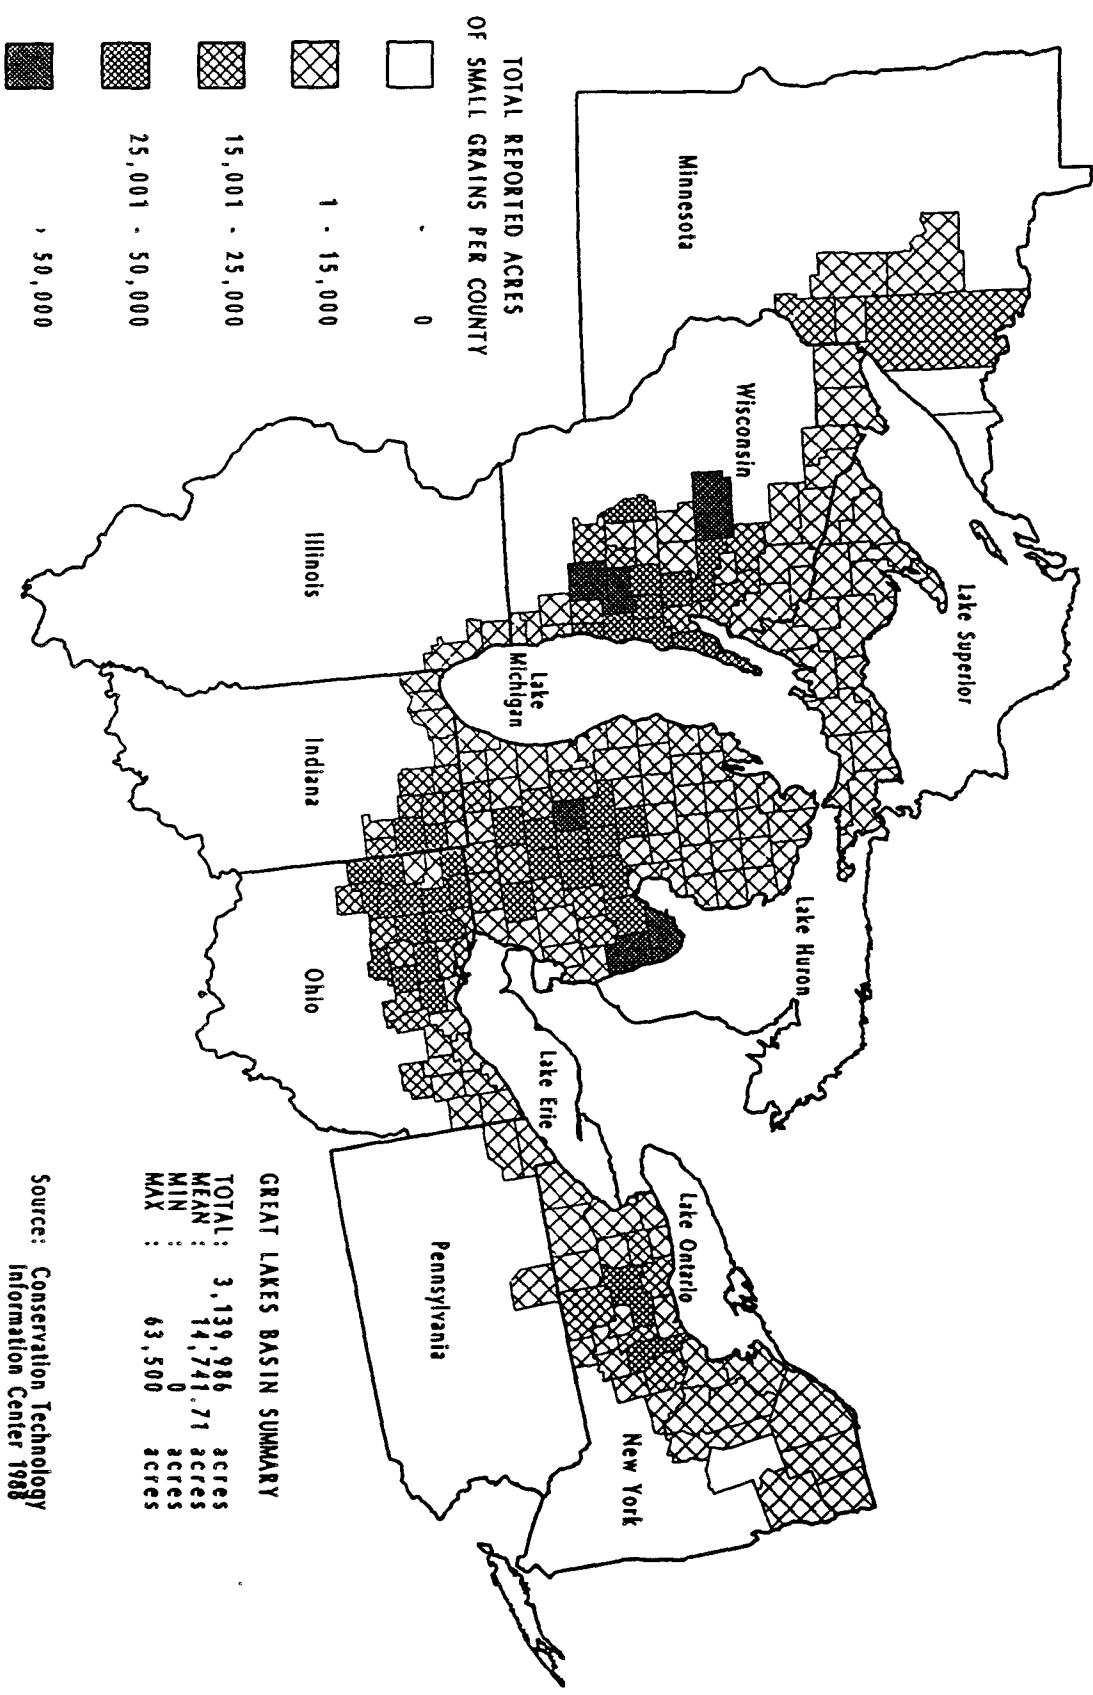 Minnesota
Wisconsin
Lake Superior
Lake
Michigan
Lake Huron
Illinois
Indiana
Ohio
Lake Erie
Lake Ontario
Pennsylvania
New York
TOTAL REPORTED ACRES
OF SMALL GRAINS PER COUNTY
- 0
1 - 15,000
15,001 - 25,000
25,001 - 50,000
> 50,000
GREAT LAKES BASIN SUMMARY
TOTAL: 3,139,986 acres
MEAN: 14,741.71 acres
MIN : 0 acres
MAX : 63,500 acres
Source: Conservation Technology
Information Center 1988